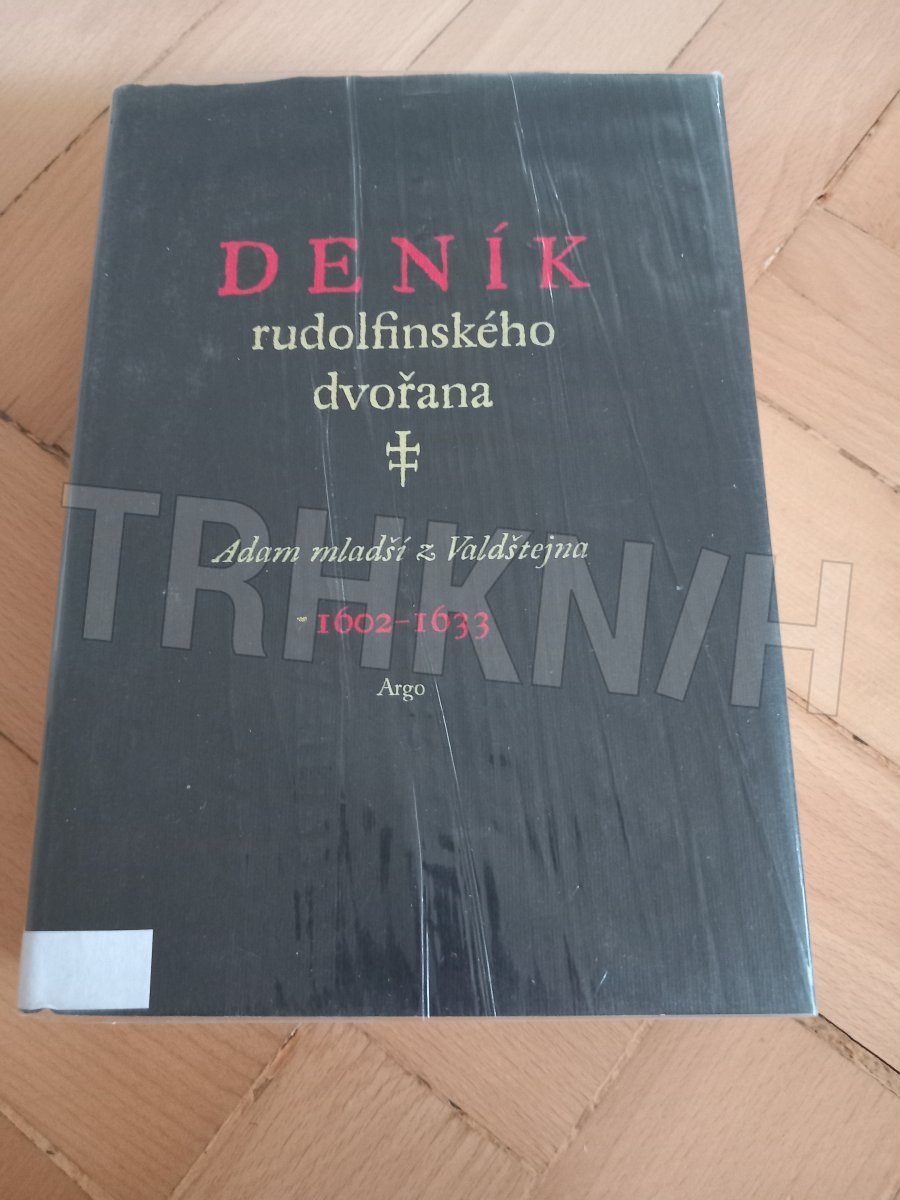 DENÍK
rudolfinského
dvořana
Adam mladší z Valdštejna
1602–1633
Argo
TRHKNIH